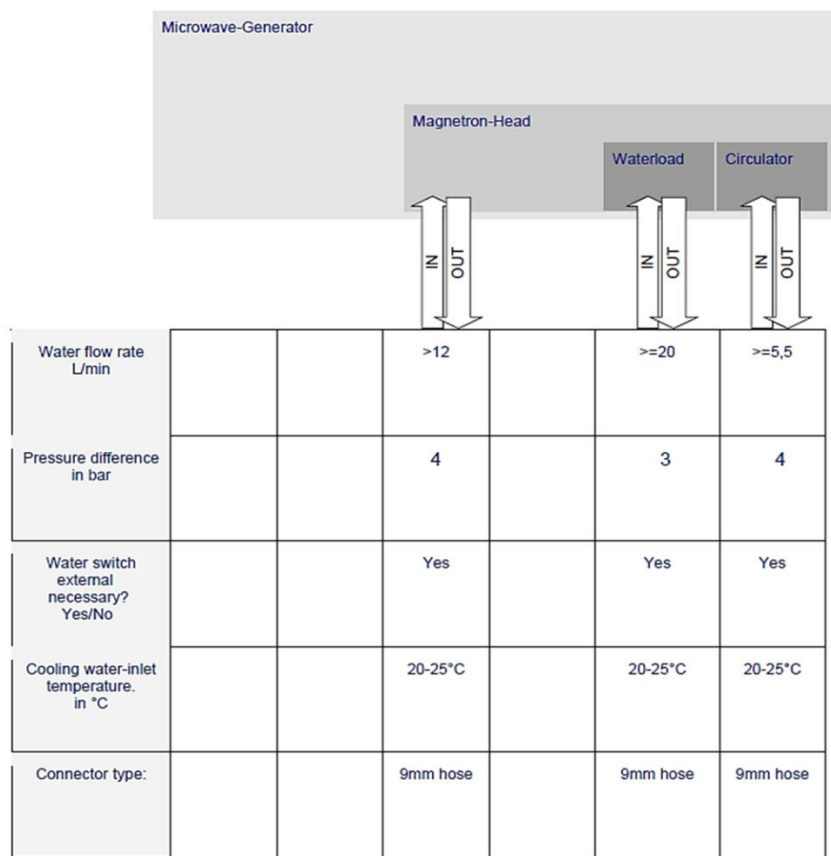 Microwave-Generator
Magnetron-Head
Waterload
Circulator
IN
OUT
IN
OUT
IN
OUT
Water flow rate
L/min
>12
>=20
>=5,5
Pressure difference
in bar
4
3
4
Water switch
external
necessary?
Yes/No
Yes
Yes
Yes
Cooling water-inlet
temperature.
in °C
20-25°C
20-25°C
20-25°C
Connector type:
9mm hose
9mm hose
9mm hose